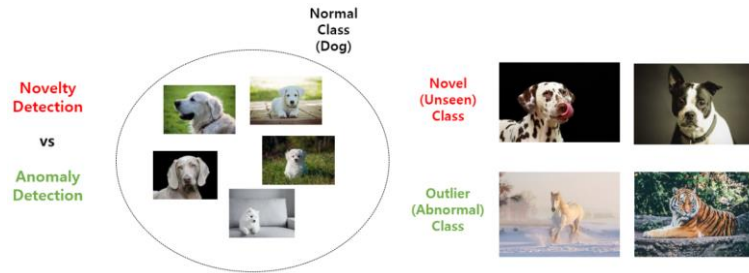 Normal
Class
(Dog)
Novelty
Detection
vs
Anomaly
Detection
Novel
(Unseen)
Class
Outlier
(Abnormal)
Class